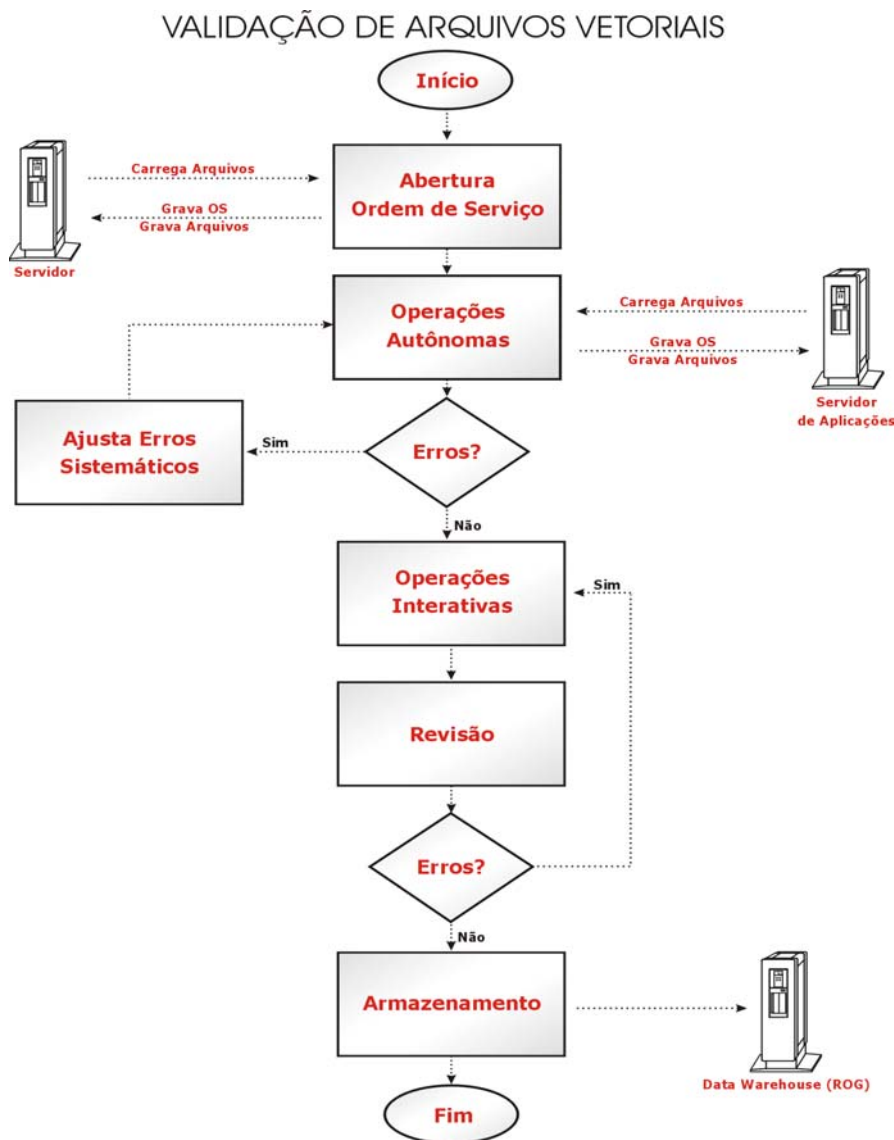 VALIDAÇÃO DE ARQUIVOS VETORIAIS
Início
Carrega Arquivos
Abertura
Ordem de Serviço
Grava OS
Grava Arquivos
Servidor
Operações
Autônomas
Carrega Arquivos
Grava OS
Grava Arquivos
Servidor
de Aplicações
Ajusta Erros
Sistemáticos
Sim
Erros?
Não
Operações
Interativas
Sim
Revisão
Erros?
Não
Armazenamento
Data Warehouse (ROG)
Fim